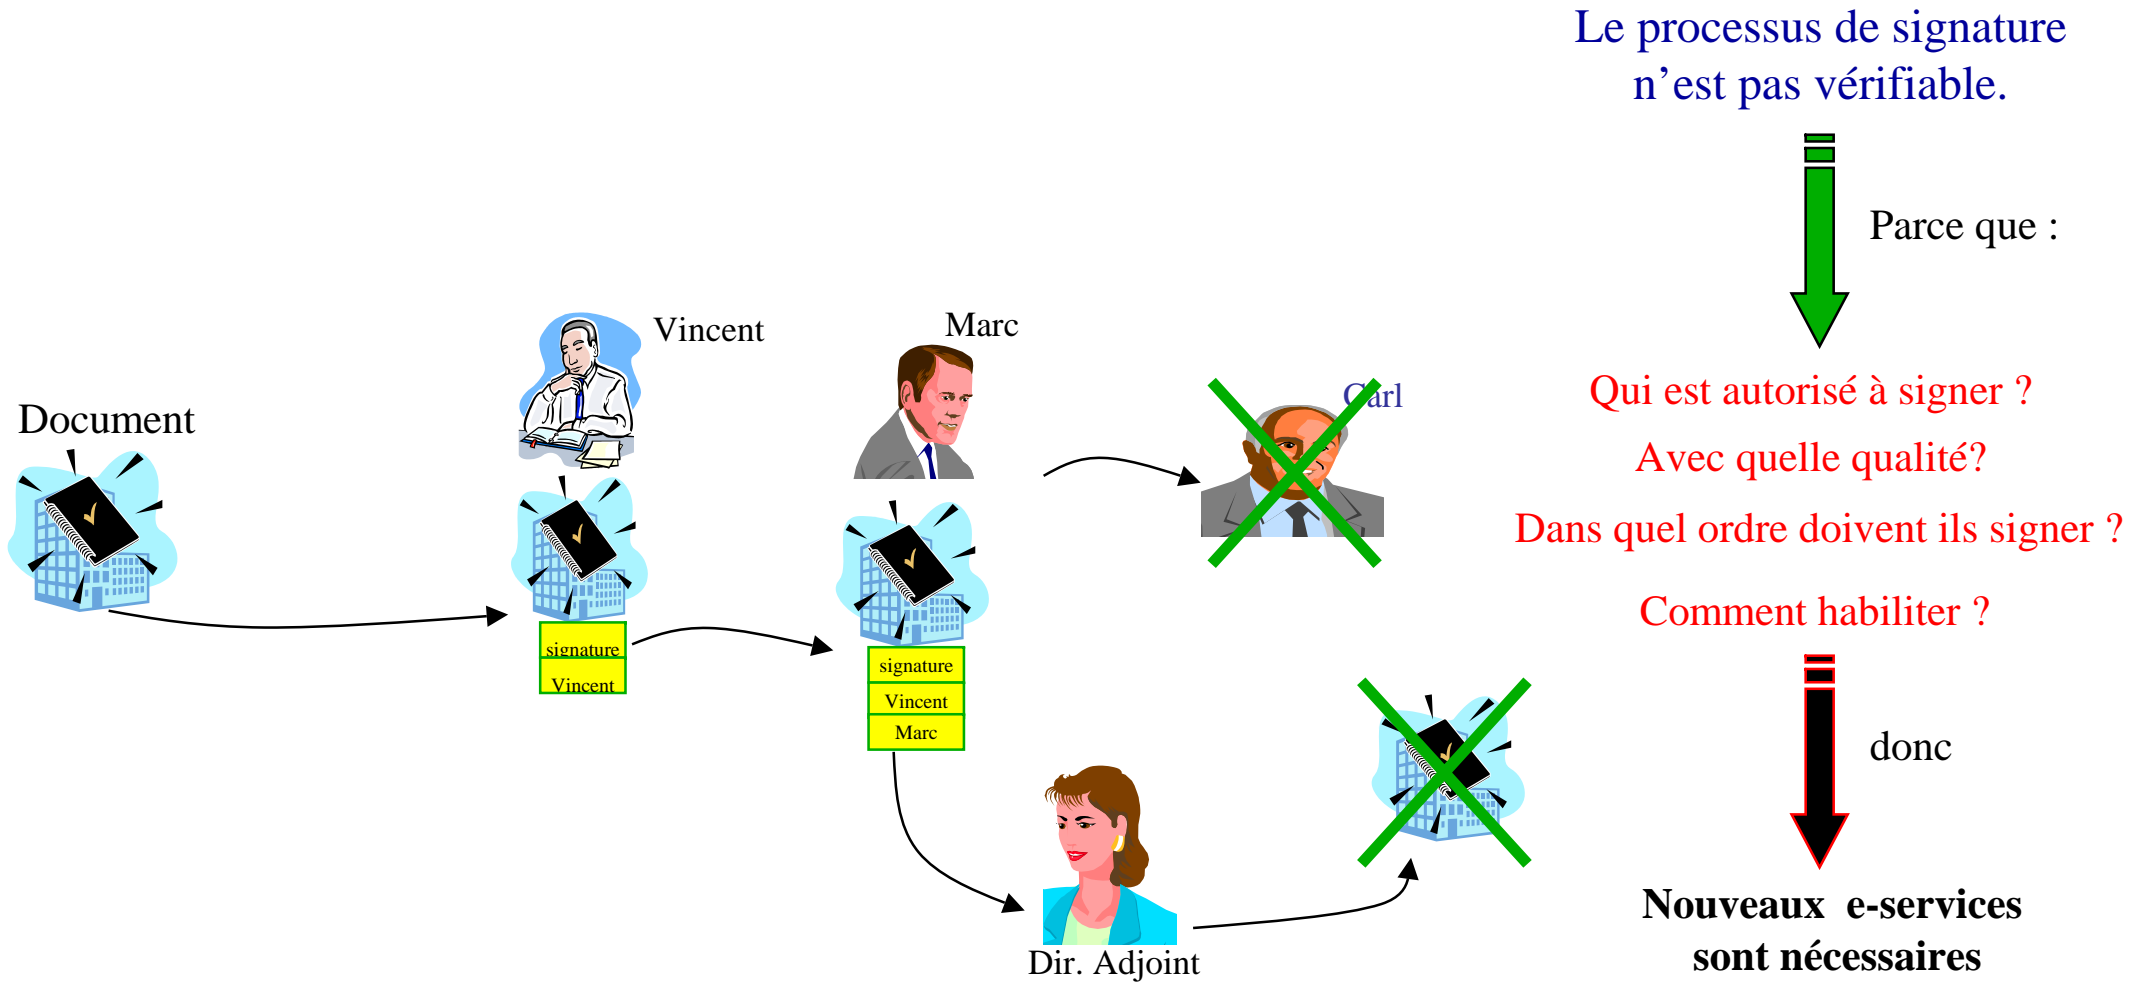 Le processus de signature
n’est pas vérifiable.
Parce que :
Vincent
Marc
Carl
Document
Qui est autorisé à signer ?
Avec quelle qualité?
Dans quel ordre doivent ils signer ?
Comment habiliter ?
signature
Vincent
signature
Vincent
Marc
donc
Dir. Adjoint
Nouveaux e-services
sont nécessaires